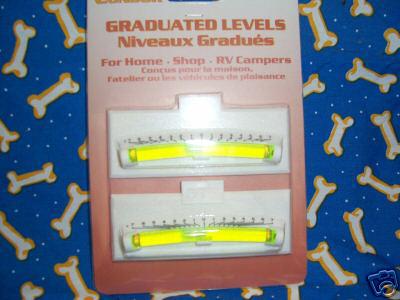 GRADUATED LEVELS
Niveaux Gradués
For Home · Shop · RV Campers
Conçus pour la maison,
l'atelier ou les véhicules de plaisance